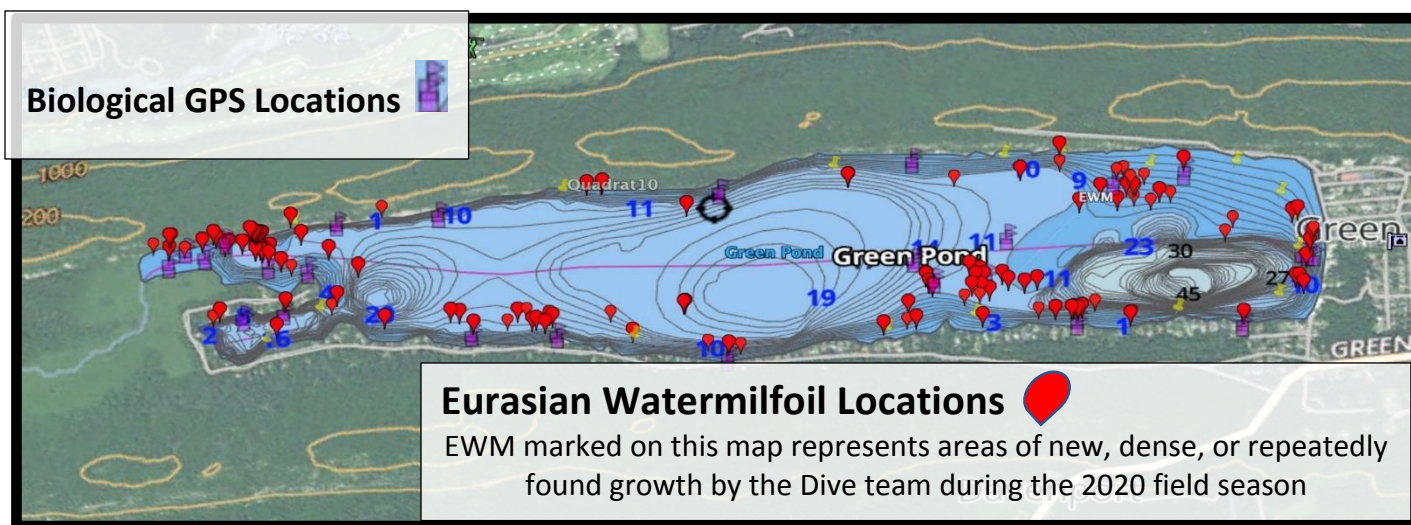 Biological GPS Locations
1000
200
Quadrat10
1
10
11
0
9
EWM
Green
Green Pond
Green Pond
11
11
23
30
27
45
10
19
4
2
10
3
1
GREEN
Eurasian Watermilfoil Locations
EWM marked on this map represents areas of new, dense, or repeatedly
found growth by the Dive team during the 2020 field season